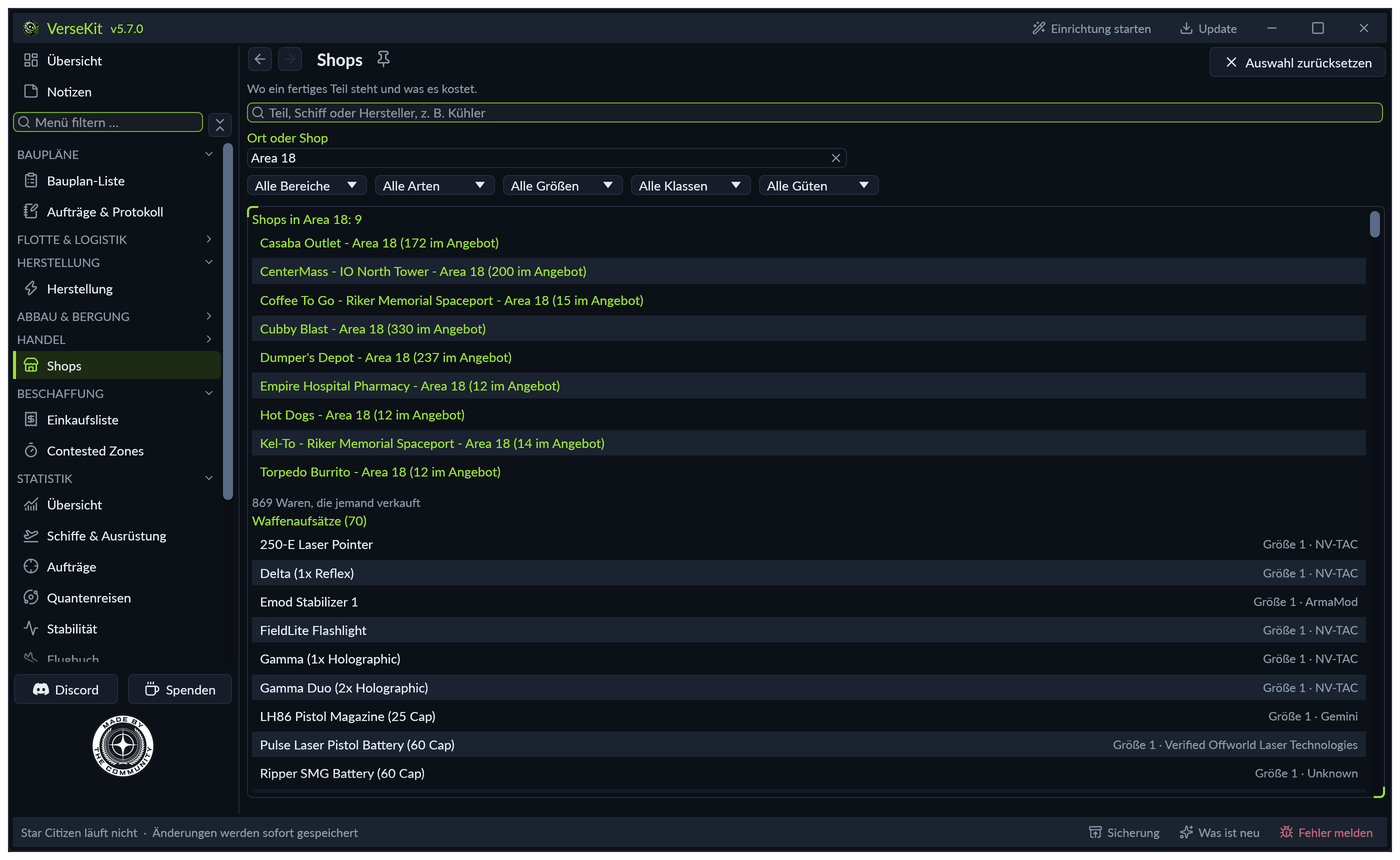 VerseKit v5.7.0
Einrichtung starten
Update
Übersicht
Notizen
Menü filtern ...
BAUPLÄNE
Bauplan-Liste
Aufträge & Protokoll
FLOTTE & LOGISTIK
HERSTELLUNG
Herstellung
ABBAU & BERGUNG
HANDEL
Shops
BESCHAFFUNG
Einkaufsliste
Contested Zones
STATISTIK
Übersicht
Schiffe & Ausrüstung
Aufträge
Quantenreisen
Stabilität
Flugbuch
Discord
Spenden
MADE BY
THE COMMUNITY
Shops
Auswahl zurücksetzen
Wo ein fertiges Teil steht und was es kostet.
Teil, Schiff oder Hersteller, z. B. Kühler
Ort oder Shop
Area 18
Alle Bereiche Alle Arten Alle Größen Alle Klassen Alle Güten
Shops in Area 18: 9
Casaba Outlet - Area 18 (172 im Angebot)
CenterMass - IO North Tower - Area 18 (200 im Angebot)
Coffee To Go - Riker Memorial Spaceport - Area 18 (15 im Angebot)
Cubby Blast - Area 18 (330 im Angebot)
Dumper's Depot - Area 18 (237 im Angebot)
Empire Hospital Pharmacy - Area 18 (12 im Angebot)
Hot Dogs - Area 18 (12 im Angebot)
Kel-To - Riker Memorial Spaceport - Area 18 (14 im Angebot)
Torpedo Burrito - Area 18 (12 im Angebot)
869 Waren, die jemand verkauft
Waffenaufsätze (70)
250-E Laser Pointer Größe 1 · NV-TAC
Delta (1x Reflex) Größe 1 · NV-TAC
Emod Stabilizer 1 Größe 1 · ArmaMod
FieldLite Flashlight Größe 1 · NV-TAC
Gamma (1x Holographic) Größe 1 · NV-TAC
Gamma Duo (2x Holographic) Größe 1 · NV-TAC
LH86 Pistol Magazine (25 Cap) Größe 1 · Gemini
Pulse Laser Pistol Battery (60 Cap) Größe 1 · Verified Offworld Laser Technologies
Ripper SMG Battery (60 Cap) Größe 1 · Unknown
Star Citizen läuft nicht · Änderungen werden sofort gespeichert
Sicherung
Was ist neu
Fehler melden